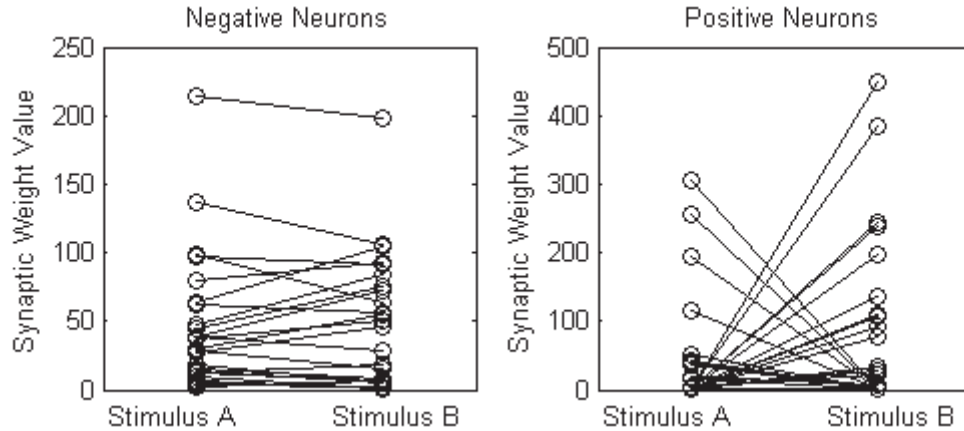 Negative Neurons
Synaptic Weight Value
250
200
150
100
50
0
Stimulus A
Stimulus B
Positive Neurons
Synaptic Weight Value
500
400
300
200
100
0
Stimulus A
Stimulus B